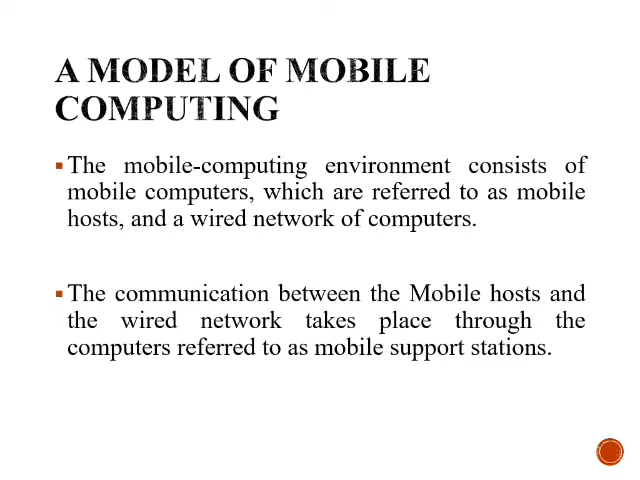 A MODEL OF MOBILE
COMPUTING
▪ The mobile-computing environment consists of
mobile computers, which are referred to as mobile
hosts, and a wired network of computers.
▪ The communication between the Mobile hosts and
the wired network takes place through the
computers referred to as mobile support stations.